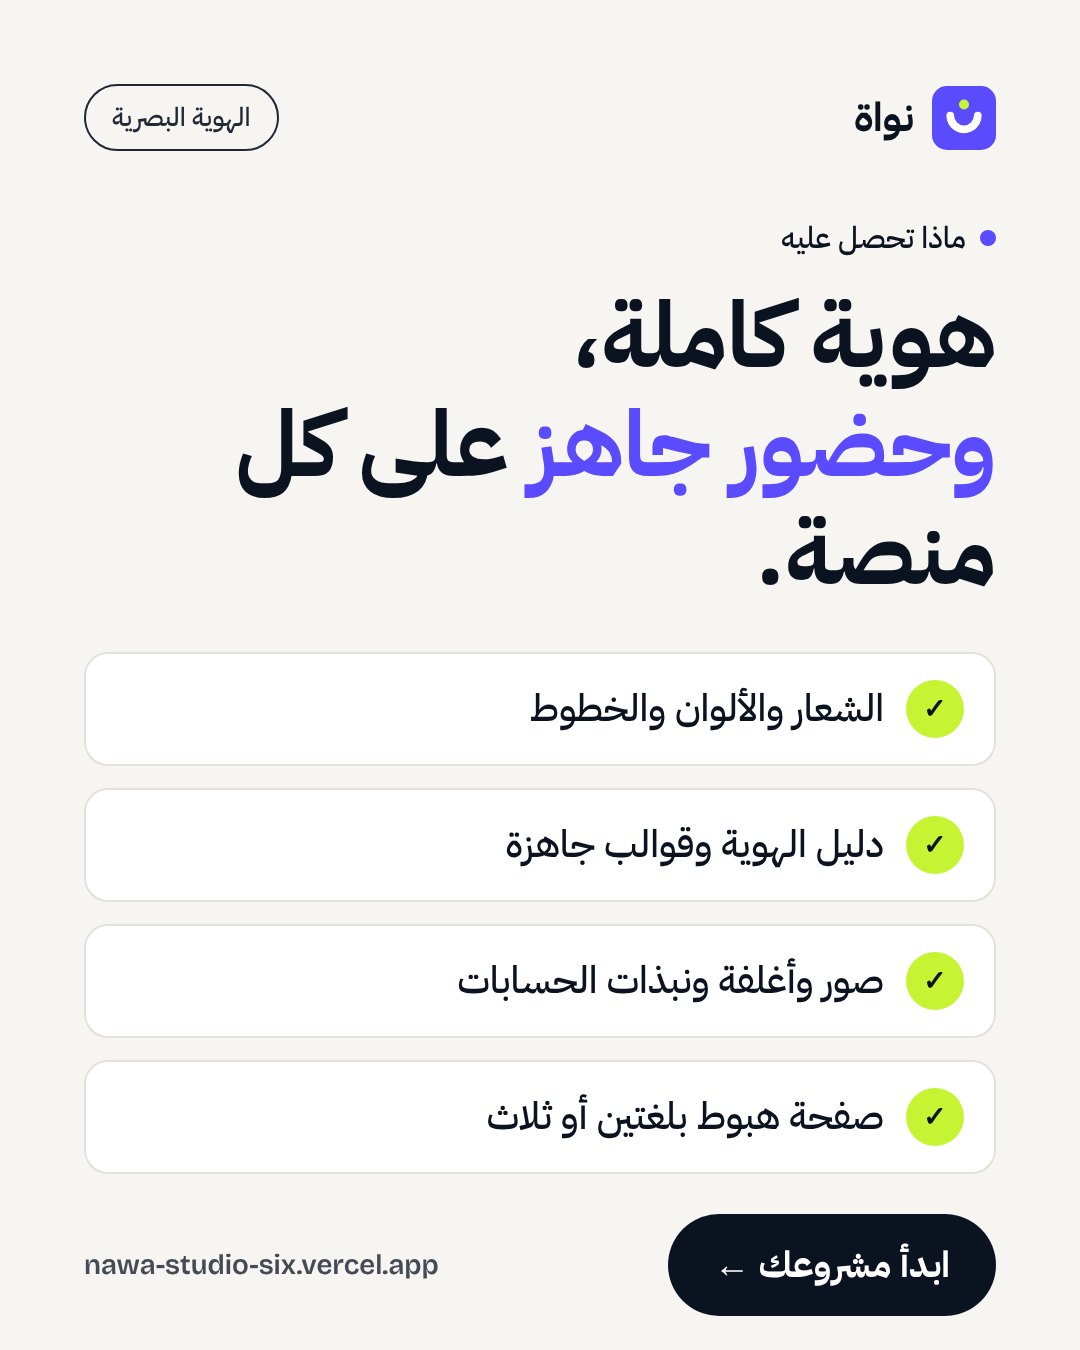 نواة
الهوية البصرية
ماذا تحصل عليه
هوية كاملة،
وحضور جاهز على كل
منصة.
✓ الشعار والألوان والخطوط
✓ دليل الهوية وقوالب جاهزة
✓ صور وأغلفة ونبذات الحسابات
✓ صفحة هبوط بلغتين أو ثلاث
ابدأ مشروعك ←
nawa-studio-six.vercel.app